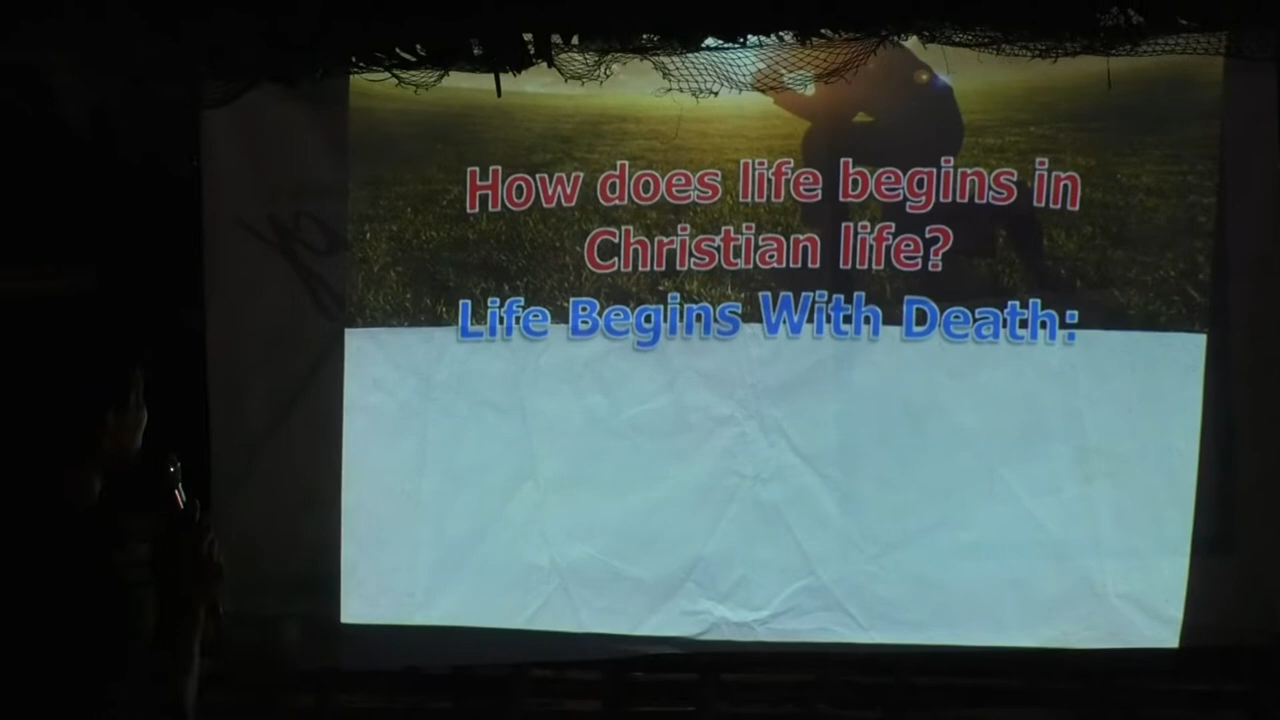 How does life begins in
Christian life?
Life Begins With Death: